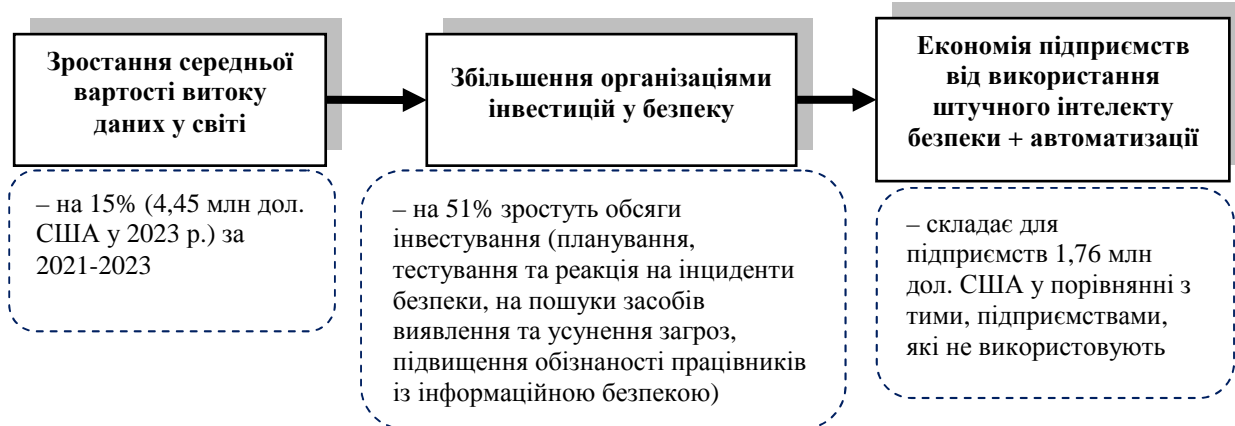 Зростання середньої
вартості витоку
даних у світі
– на 15% (4,45 млн дол.
США у 2023 р.) за
2021-2023
Збільшення організаціями
інвестицій у безпеку
– на 51% зростуть обсяги
інвестування (планування,
тестування та реакція на інциденти
безпеки, на пошуки засобів
виявлення та усунення загроз,
підвищення обізнаності працівників
із інформаційною безпекою)
Економія підприємств
від використання
штучного інтелекту
безпеки + автоматизації
– складає для
підприємств 1,76 млн
дол. США у порівнянні з
тими, підприємствами,
які не використовують